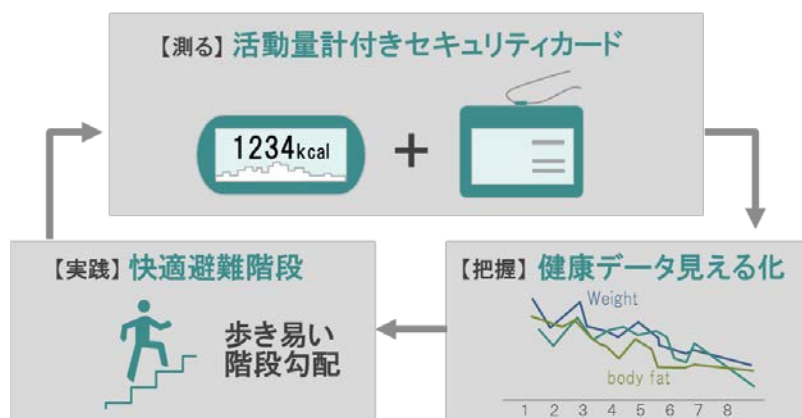 【測る】活動量計付きセキュリティカード
1234kcal
+
【実践】快適避難階段
歩き易い
階段勾配
【把握】健康データ見える化
Weight
body fat
1 2 3 4 5 6 7 8